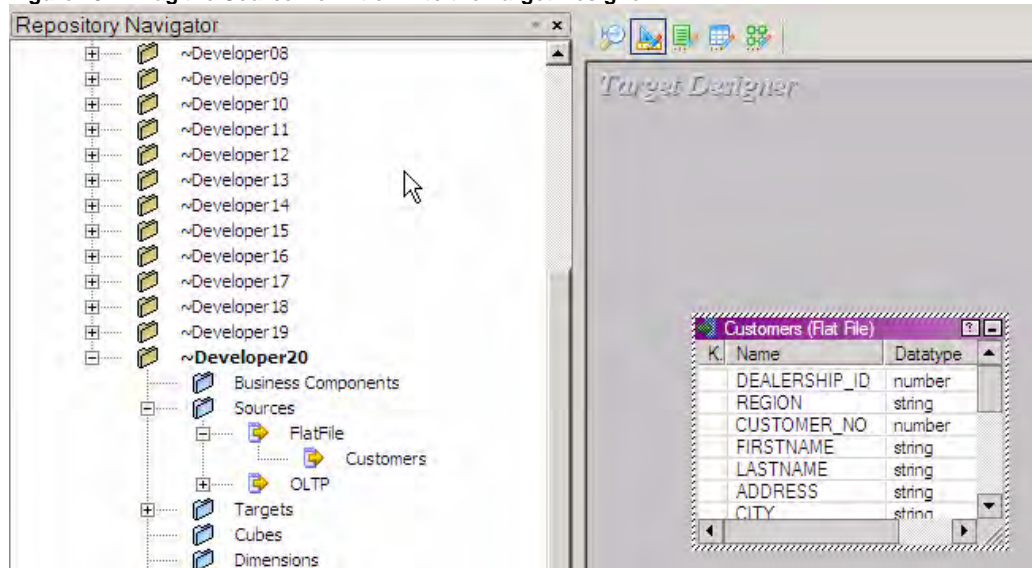 Repository Navigator
~Developer08
~Developer09
~Developer10
~Developer11
~Developer12
~Developer13
~Developer14
~Developer15
~Developer16
~Developer17
~Developer18
~Developer19
~Developer20
Business Components
Sources
FlatFile
Customers
OLTP
Targets
Cubes
Dimensions
Target Designer
Customers (Flat File)
K. Name Datatype
DEALERSHIP_ID number
REGION string
CUSTOMER_NO number
FIRSTNAME string
LASTNAME string
ADDRESS string
CITY string